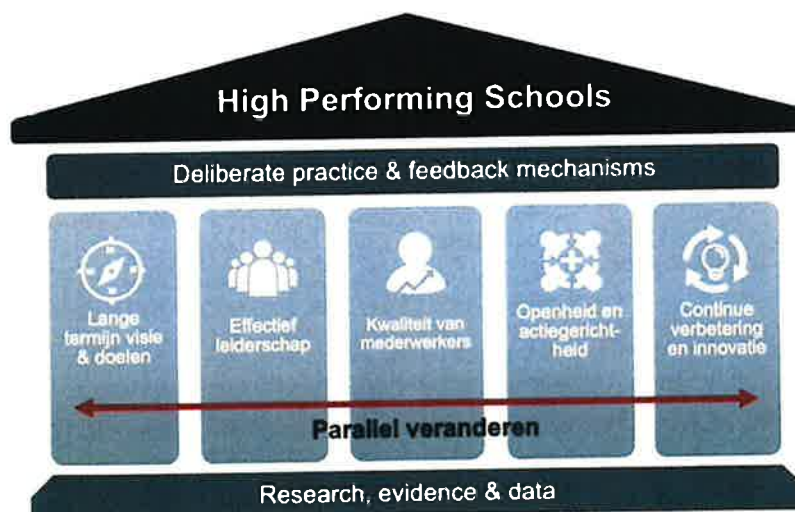 High Performing Schools
Deliberate practice & feedback mechanisms
Lange
termijn visie
& doelen
Effectief
leiderschap
Kwaliteit van
mederwerkers
Openheid en
actiegericht-
heid
Continue
verbetering
en innovatie
Parallel veranderen
Research, evidence & data